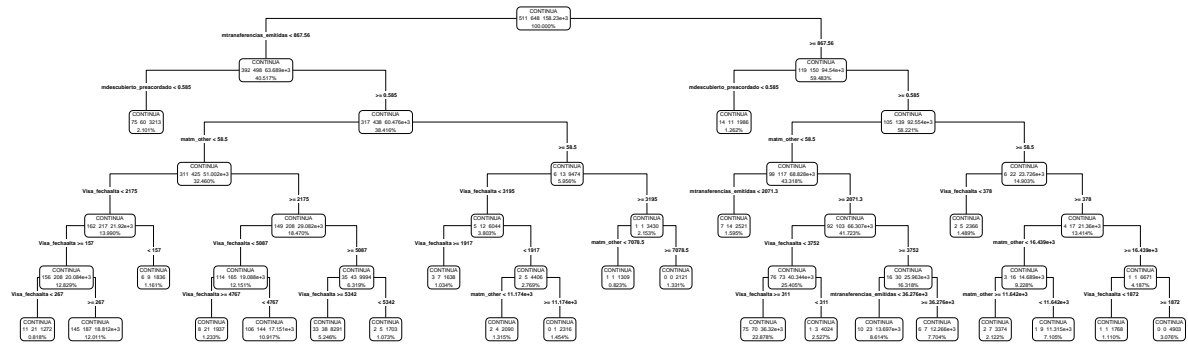 CONTINUA
511 648 158.23e+3
100.000%
mtransferencias_emitidas < 867.56
>= 867.56
CONTINUA
392 498 63.689e+3
40.517%
CONTINUA
119 150 94.54e+3
59.483%
mdescubierto_preacordado < 0.585
>= 0.585
mdescubierto_preacordado < 0.585
>= 0.585
CONTINUA
75 60 3213
2.101%
CONTINUA
317 438 60.476e+3
38.416%
CONTINUA
14 11 1986
1.262%
CONTINUA
105 139 92.554e+3
58.221%
matm_other < 58.5
>= 58.5
matm_other < 58.5
>= 58.5
CONTINUA
311 425 51.002e+3
32.460%
CONTINUA
6 13 9474
5.956%
CONTINUA
99 117 68.828e+3
43.318%
CONTINUA
6 22 23.726e+3
14.903%
Visa_fechaalta < 2175
>= 2175
Visa_fechaalta < 3195
>= 3195
mtransferencias_emitidas < 2071.3
>= 2071.3
Visa_fechaalta < 378
>= 378
CONTINUA
162 217 21.92e+3
13.990%
CONTINUA
149 208 29.082e+3
18.470%
CONTINUA
5 12 6044
3.803%
CONTINUA
1 1 3430
2.153%
CONTINUA
7 14 2521
1.595%
CONTINUA
92 103 66.307e+3
41.723%
CONTINUA
2 5 2366
1.489%
CONTINUA
4 17 21.36e+3
13.414%
Visa_fechaalta >= 157
< 157
Visa_fechaalta < 5087
>= 5087
Visa_fechaalta >= 1917
< 1917
matm_other < 7078.5
>= 7078.5
Visa_fechaalta < 3752
>= 3752
matm_other < 16.439e+3
>= 16.439e+3
CONTINUA
156 208 20.084e+3
12.829%
CONTINUA
6 9 1836
1.161%
CONTINUA
114 165 19.088e+3
12.151%
CONTINUA
35 43 9994
6.319%
CONTINUA
3 7 1638
1.034%
CONTINUA
2 5 4406
2.769%
CONTINUA
1 1 1309
0.823%
CONTINUA
0 0 2121
1.331%
CONTINUA
76 73 40.344e+3
25.405%
CONTINUA
16 30 25.963e+3
16.318%
CONTINUA
3 16 14.689e+3
9.228%
CONTINUA
1 1 6671
4.187%
Visa_fechaalta < 267
>= 267
Visa_fechaalta >= 4767
< 4767
Visa_fechaalta >= 5342
< 5342
matm_other < 11.174e+3
>= 11.174e+3
Visa_fechaalta >= 311
< 311
mtransferencias_emitidas < 36.276e+3
>= 36.276e+3
matm_other >= 11.642e+3
< 11.642e+3
Visa_fechaalta < 1872
>= 1872
CONTINUA
11 21 1272
0.818%
CONTINUA
145 187 18.812e+3
12.011%
CONTINUA
8 21 1937
1.233%
CONTINUA
106 144 17.151e+3
10.917%
CONTINUA
33 38 8291
5.246%
CONTINUA
2 5 1703
1.073%
CONTINUA
2 4 2090
1.315%
CONTINUA
0 1 2316
1.454%
CONTINUA
75 70 36.32e+3
22.878%
CONTINUA
1 3 4024
2.527%
CONTINUA
10 23 13.697e+3
8.614%
CONTINUA
6 7 12.266e+3
7.704%
CONTINUA
2 7 3374
2.122%
CONTINUA
1 9 11.315e+3
7.105%
CONTINUA
1 1 1768
1.110%
CONTINUA
0 0 4903
3.076%